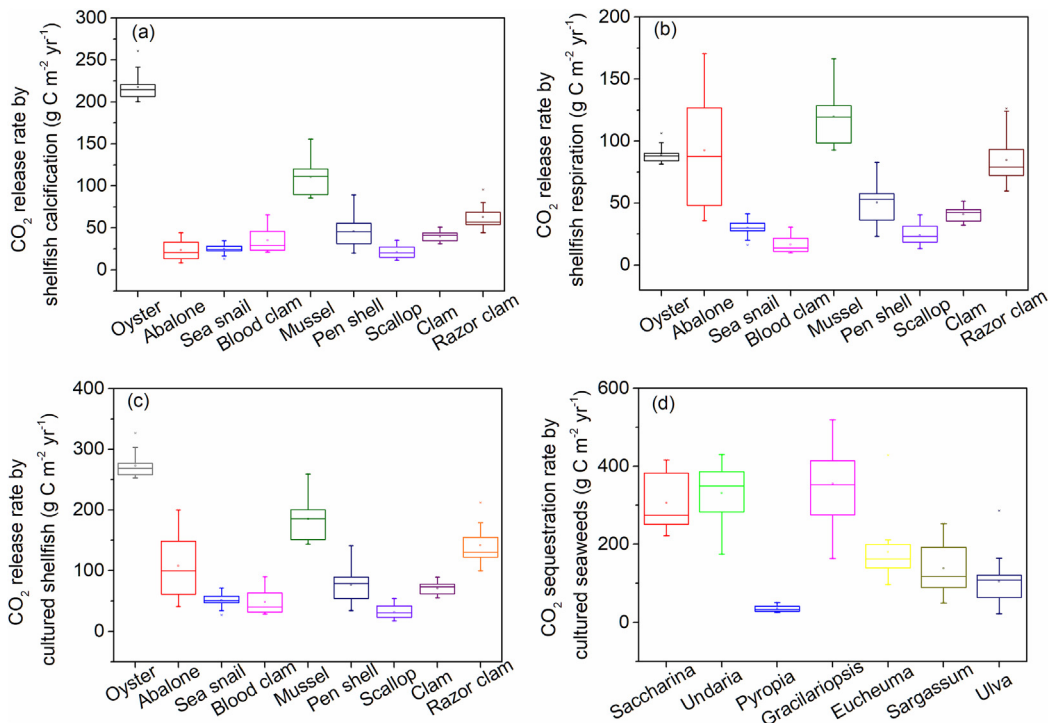 (a)
CO2 release rate by
shellfish calcification (g C m-2 yr-1)
300
250
200
150
100
50
0
Oyster
Abalone
Sea snail
Blood clam
Mussel
Pen shell
Scallop
Clam
Razor clam
(b)
CO2 release rate by
shellfish respiration (g C m-2 yr-1)
200
150
100
50
0
Oyster
Abalone
Sea snail
Blood clam
Mussel
Pen shell
Scallop
Clam
Razor clam
(c)
CO2 release rate by
cultured shellfish (g C m-2 yr-1)
400
300
200
100
0
Oyster
Abalone
Sea snail
Blood clam
Mussel
Pen shell
Scallop
Clam
Razor clam
(d)
CO2 sequestration rate by
cultured seaweeds (g C m-2 yr-1)
600
400
200
0
Saccharina
Undaria
Pyropia
Gracilariopsis
Eucheuma
Sargassum
Ulva